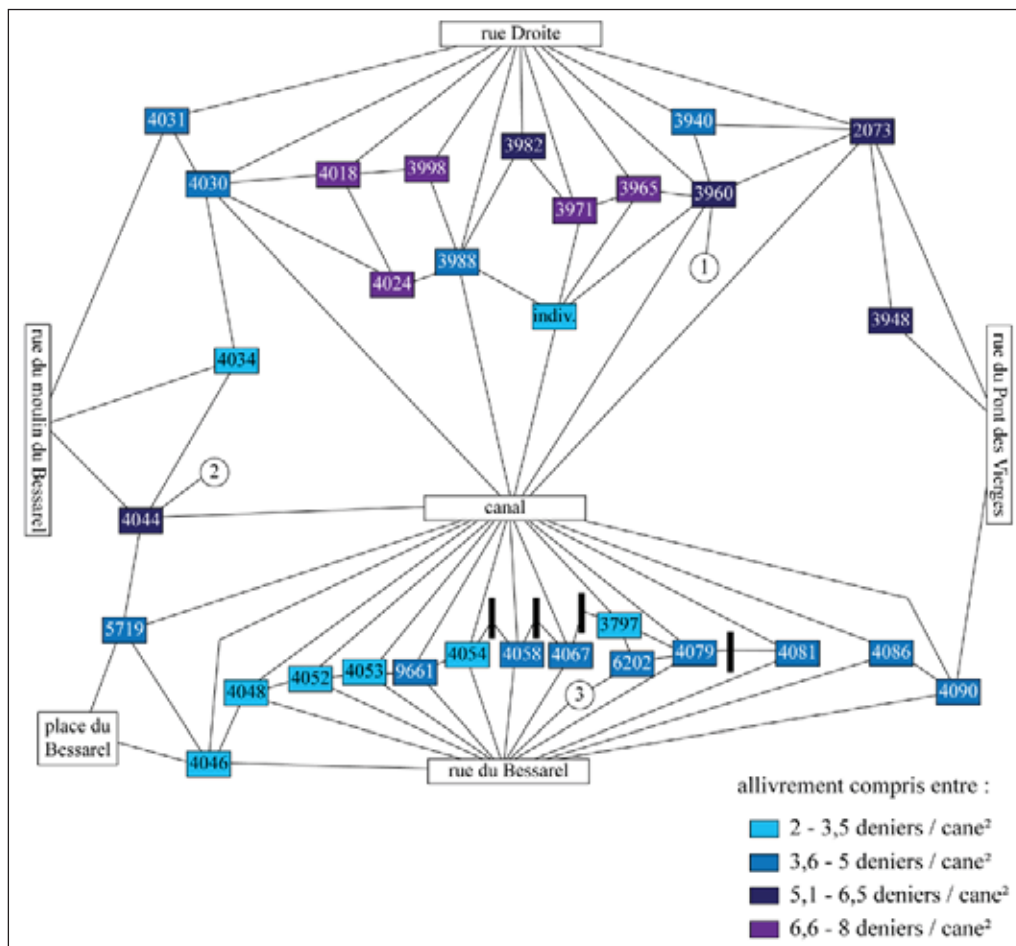 rue Droite
4031
3940
2073
3982
4030
4018
3998
3965
3960
3971
3988
1
4024
indiv.
3948
rue du moulin du Bessarel
rue du Pont des Vierges
4034
2
canal
4044
5719
3797
4054
4058
4067
4079
4081
4086
6202
4053
9661
4052
4048
3
4090
place du
Bessarel
4046
rue du Bessarel
allivrement compris entre :
2 - 3,5 deniers / cane²
3,6 - 5 deniers / cane²
5,1 - 6,5 deniers / cane²
6,6 - 8 deniers / cane²